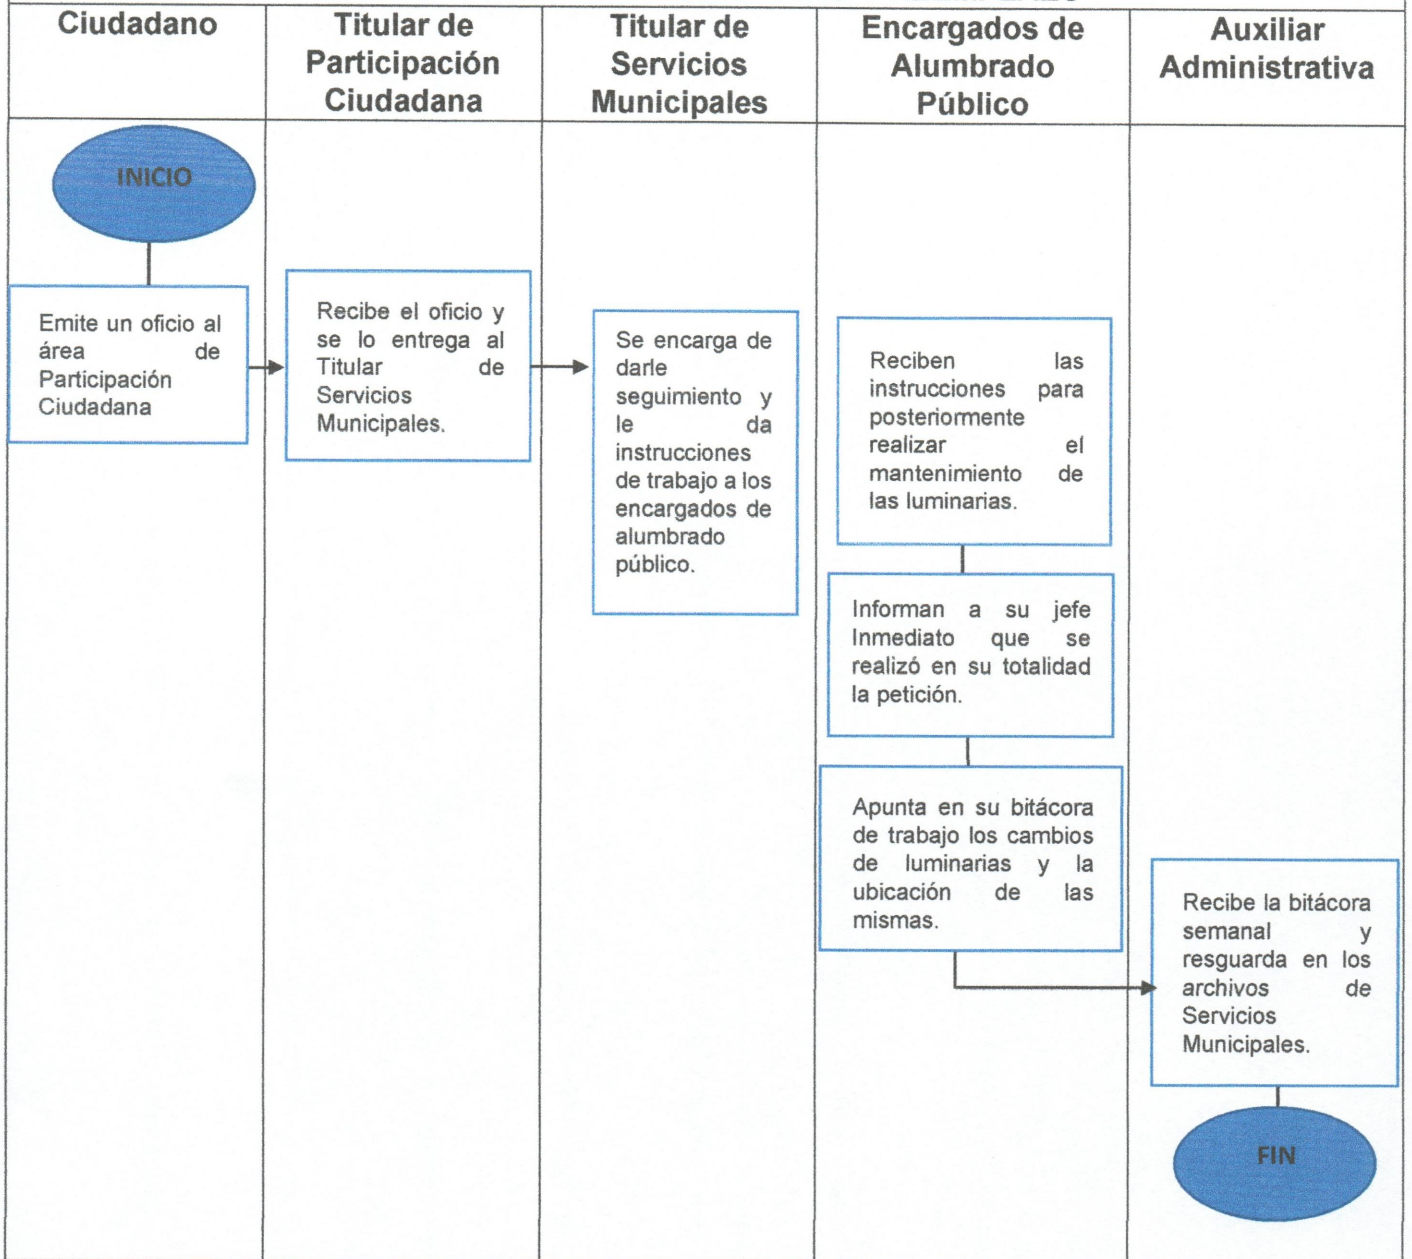 Ciudadano
Titular de
Participación
Ciudadana
Titular de
Servicios
Municipales
Encargados de
Alumbrado
Público
Auxiliar
Administrativa
INICIO
Emite un oficio al
área de
Participación
Ciudadana
Recibe el oficio y
se lo entrega al
Titular de
Servicios
Municipales.
Se encarga de
darle
seguimiento y
le da
instrucciones
de trabajo a los
encargados de
alumbrado
público.
Reciben las
instrucciones para
posteriormente
realizar el
mantenimiento de
las luminarias.
Informan a su jefe
Inmediato que se
realizó en su totalidad
la petición.
Apunta en su bitácora
de trabajo los cambios
de luminarias y la
ubicación de las
mismas.
Recibe la bitácora
semanal y
resguarda en los
archivos de
Servicios
Municipales.
FIN